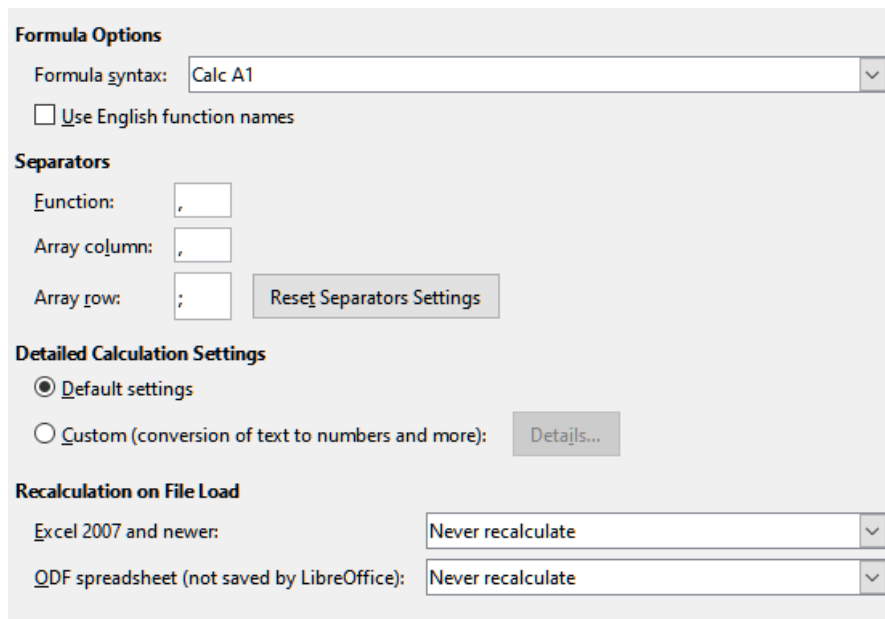 Formula Options
Formula syntax: Calc A1
Use English function names
Separators
Function: ,
Array column: ,
Array row: ; Reset Separators Settings
Detailed Calculation Settings
Default settings
Custom (conversion of text to numbers and more): Details...
Recalculation on File Load
Excel 2007 and newer: Never recalculate
ODF spreadsheet (not saved by LibreOffice): Never recalculate